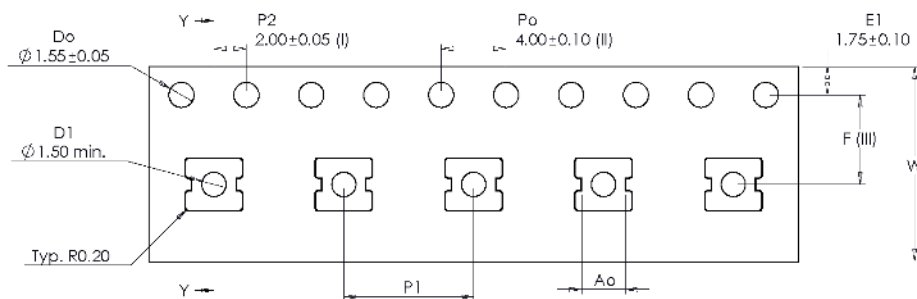 Y
P2
2.00±0.05 (I)
Po
4.00±0.10 (II)
E1
1.75±0.10
Do
Ø1.55±0.05
D1
Ø1.50 min.
F (III)
W
Typ. R0.20
Y
P1
Ao